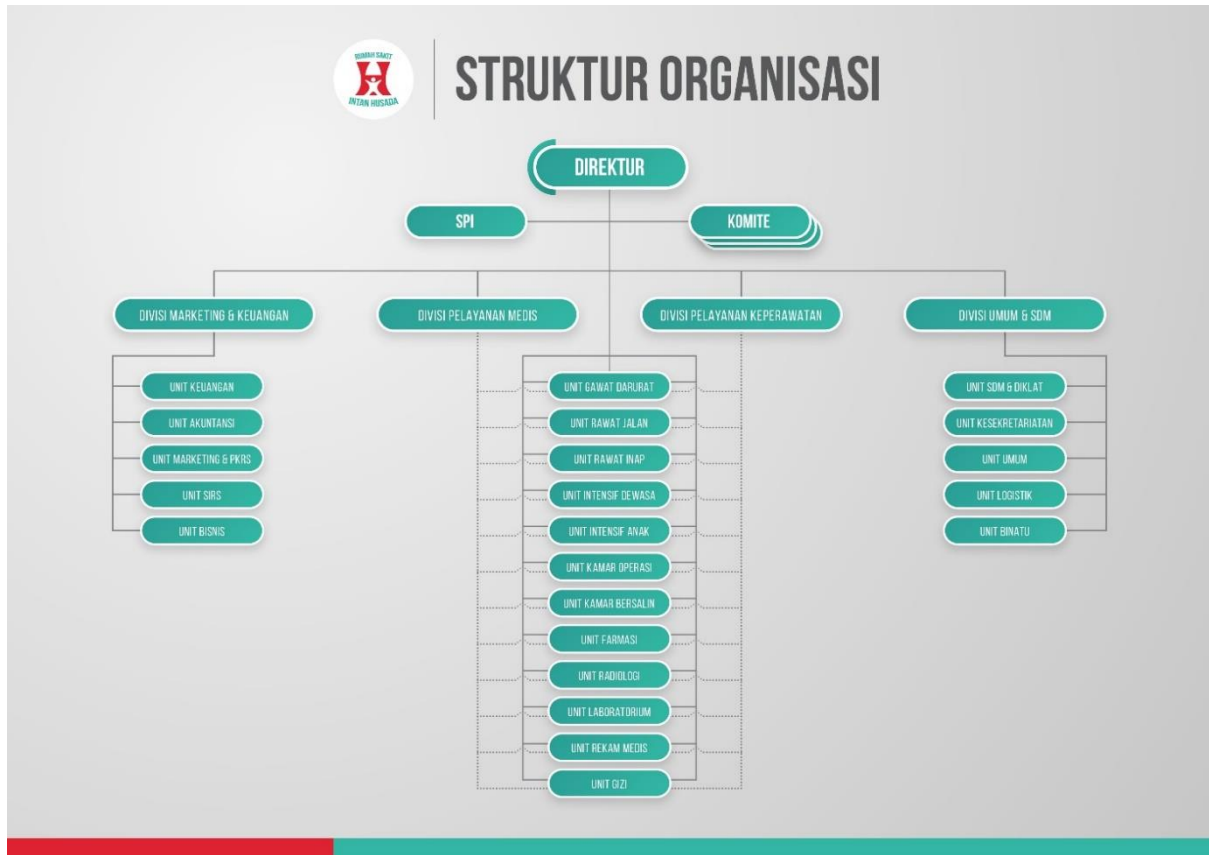 RUMAH SAKIT
INTAN HUSADA
STRUKTUR ORGANISASI
DIREKTUR
SPI
KOMITE
DIVISI MARKETING & KEUANGAN
DIVISI PELAYANAN MEDIS
DIVISI PELAYANAN KEPERAWATAN
DIVISI UMUM & SDM
UNIT KEUANGAN
UNIT AKUNTANSI
UNIT MARKETING & PKRS
UNIT SIRS
UNIT BISNIS
UNIT GAWAT DARURAT
UNIT RAWAT JALAN
UNIT RAWAT INAP
UNIT INTENSIF DEWASA
UNIT INTENSIF ANAK
UNIT KAMAR OPERASI
UNIT KAMAR BERSALIN
UNIT FARMASI
UNIT RADIOLOGI
UNIT LABORATORIUM
UNIT REKAM MEDIS
UNIT GIZI
UNIT SDM & DIKLAT
UNIT KESEKRETARIATAN
UNIT UMUM
UNIT LOGISTIK
UNIT BINATU